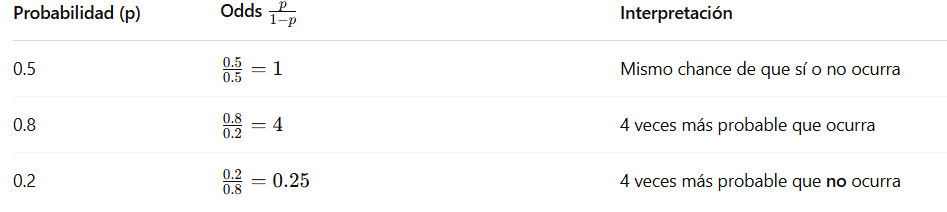 Probabilidad (p) Odds p/(1−p) Interpretación
0.5 0.5/0.5 = 1 Mismo chance de que sí o no ocurra
0.8 0.8/0.2 = 4 4 veces más probable que ocurra
0.2 0.2/0.8 = 0.25 4 veces más probable que no ocurra